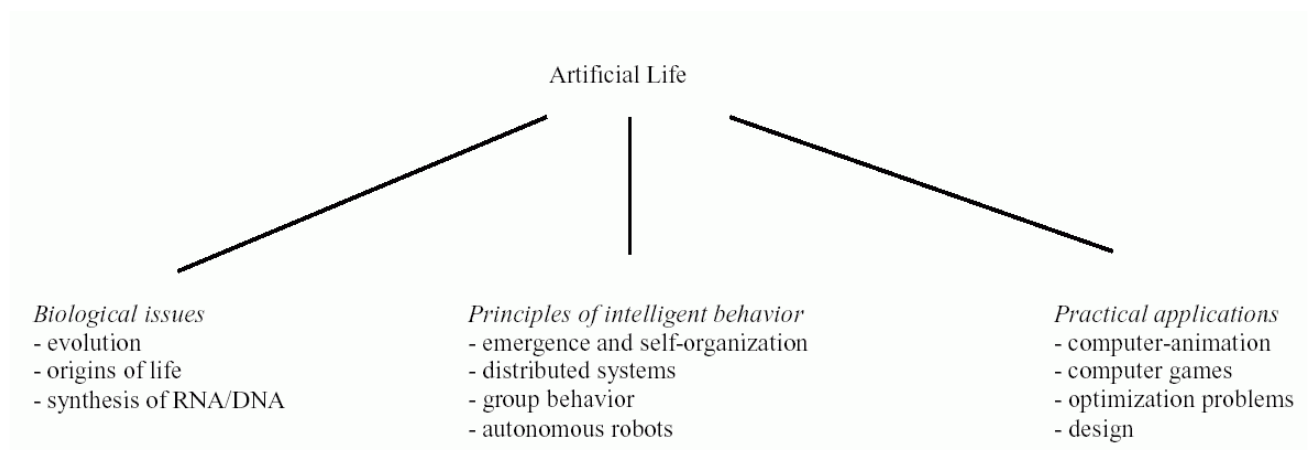 Artificial Life
Biological issues
- evolution
- origins of life
- synthesis of RNA/DNA
Principles of intelligent behavior
- emergence and self-organization
- distributed systems
- group behavior
- autonomous robots
Practical applications
- computer-animation
- computer games
- optimization problems
- design